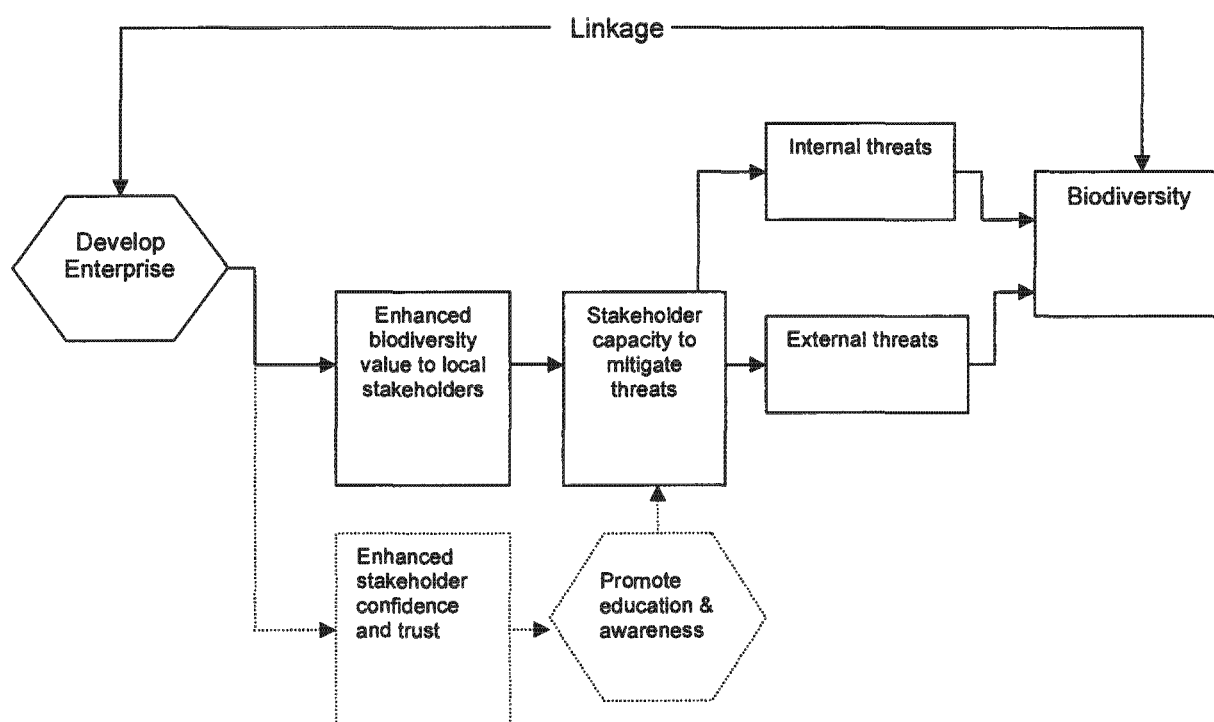 Linkage
Internal threats
Biodiversity
Develop
Enterprise
Enhanced
biodiversity
value to local
stakeholders
Stakeholder
capacity to
mitigate
threats
External threats
Enhanced
stakeholder
confidence
and trust
Promote
education &
awareness